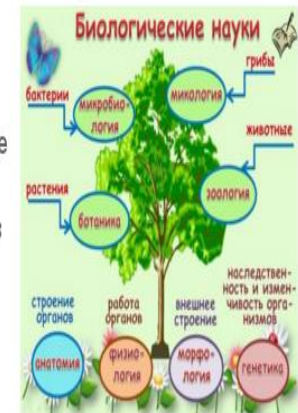 Биологические науки
грибы
бактерии
микробио-
логия
микология
животные
е
растения
ботаника
зоология
в
строение
органов
работа
органов
внешнее
строение
наследствен-
ность и измен-
чивость орга-
низмов
анатомия
физио-
логия
морфо-
логия
генетика